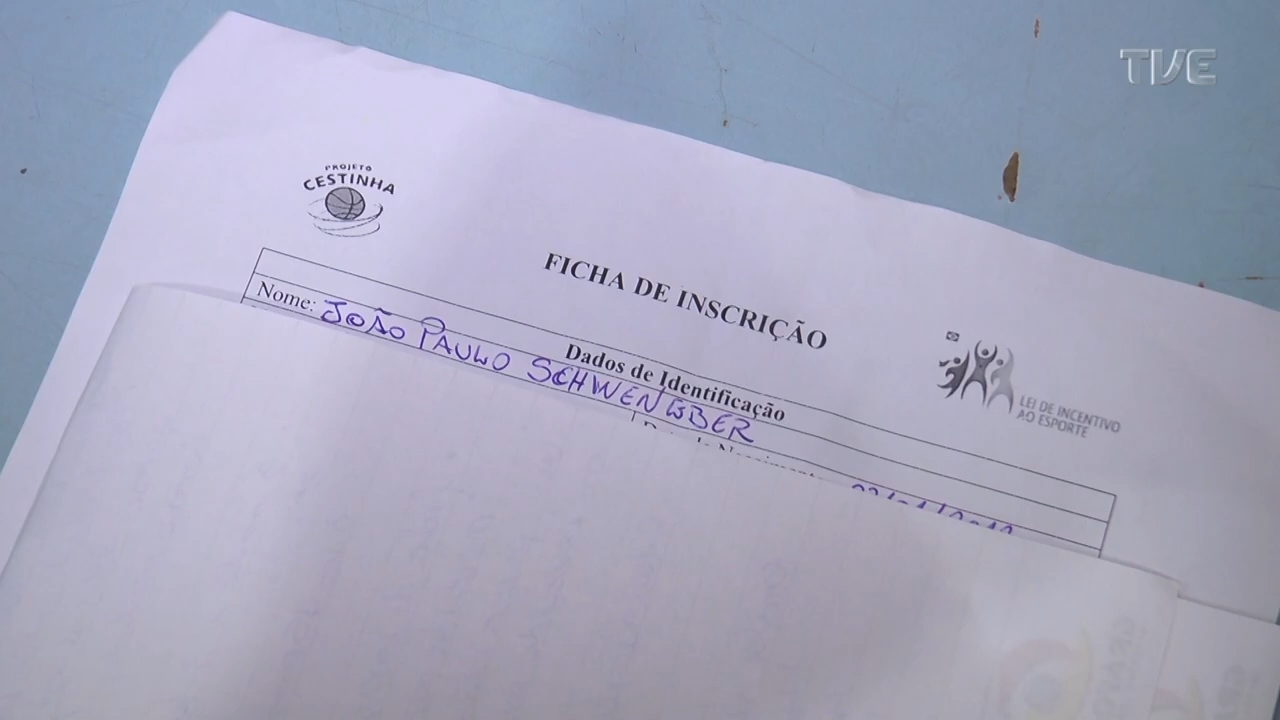 TVE
PROJETO
CESTINHA
FICHA DE INSCRIÇÃO
LEI DE INCENTIVO
AO ESPORTE
Dados de Identificação
Nome: JOÃO PAULO SCHWENGBER